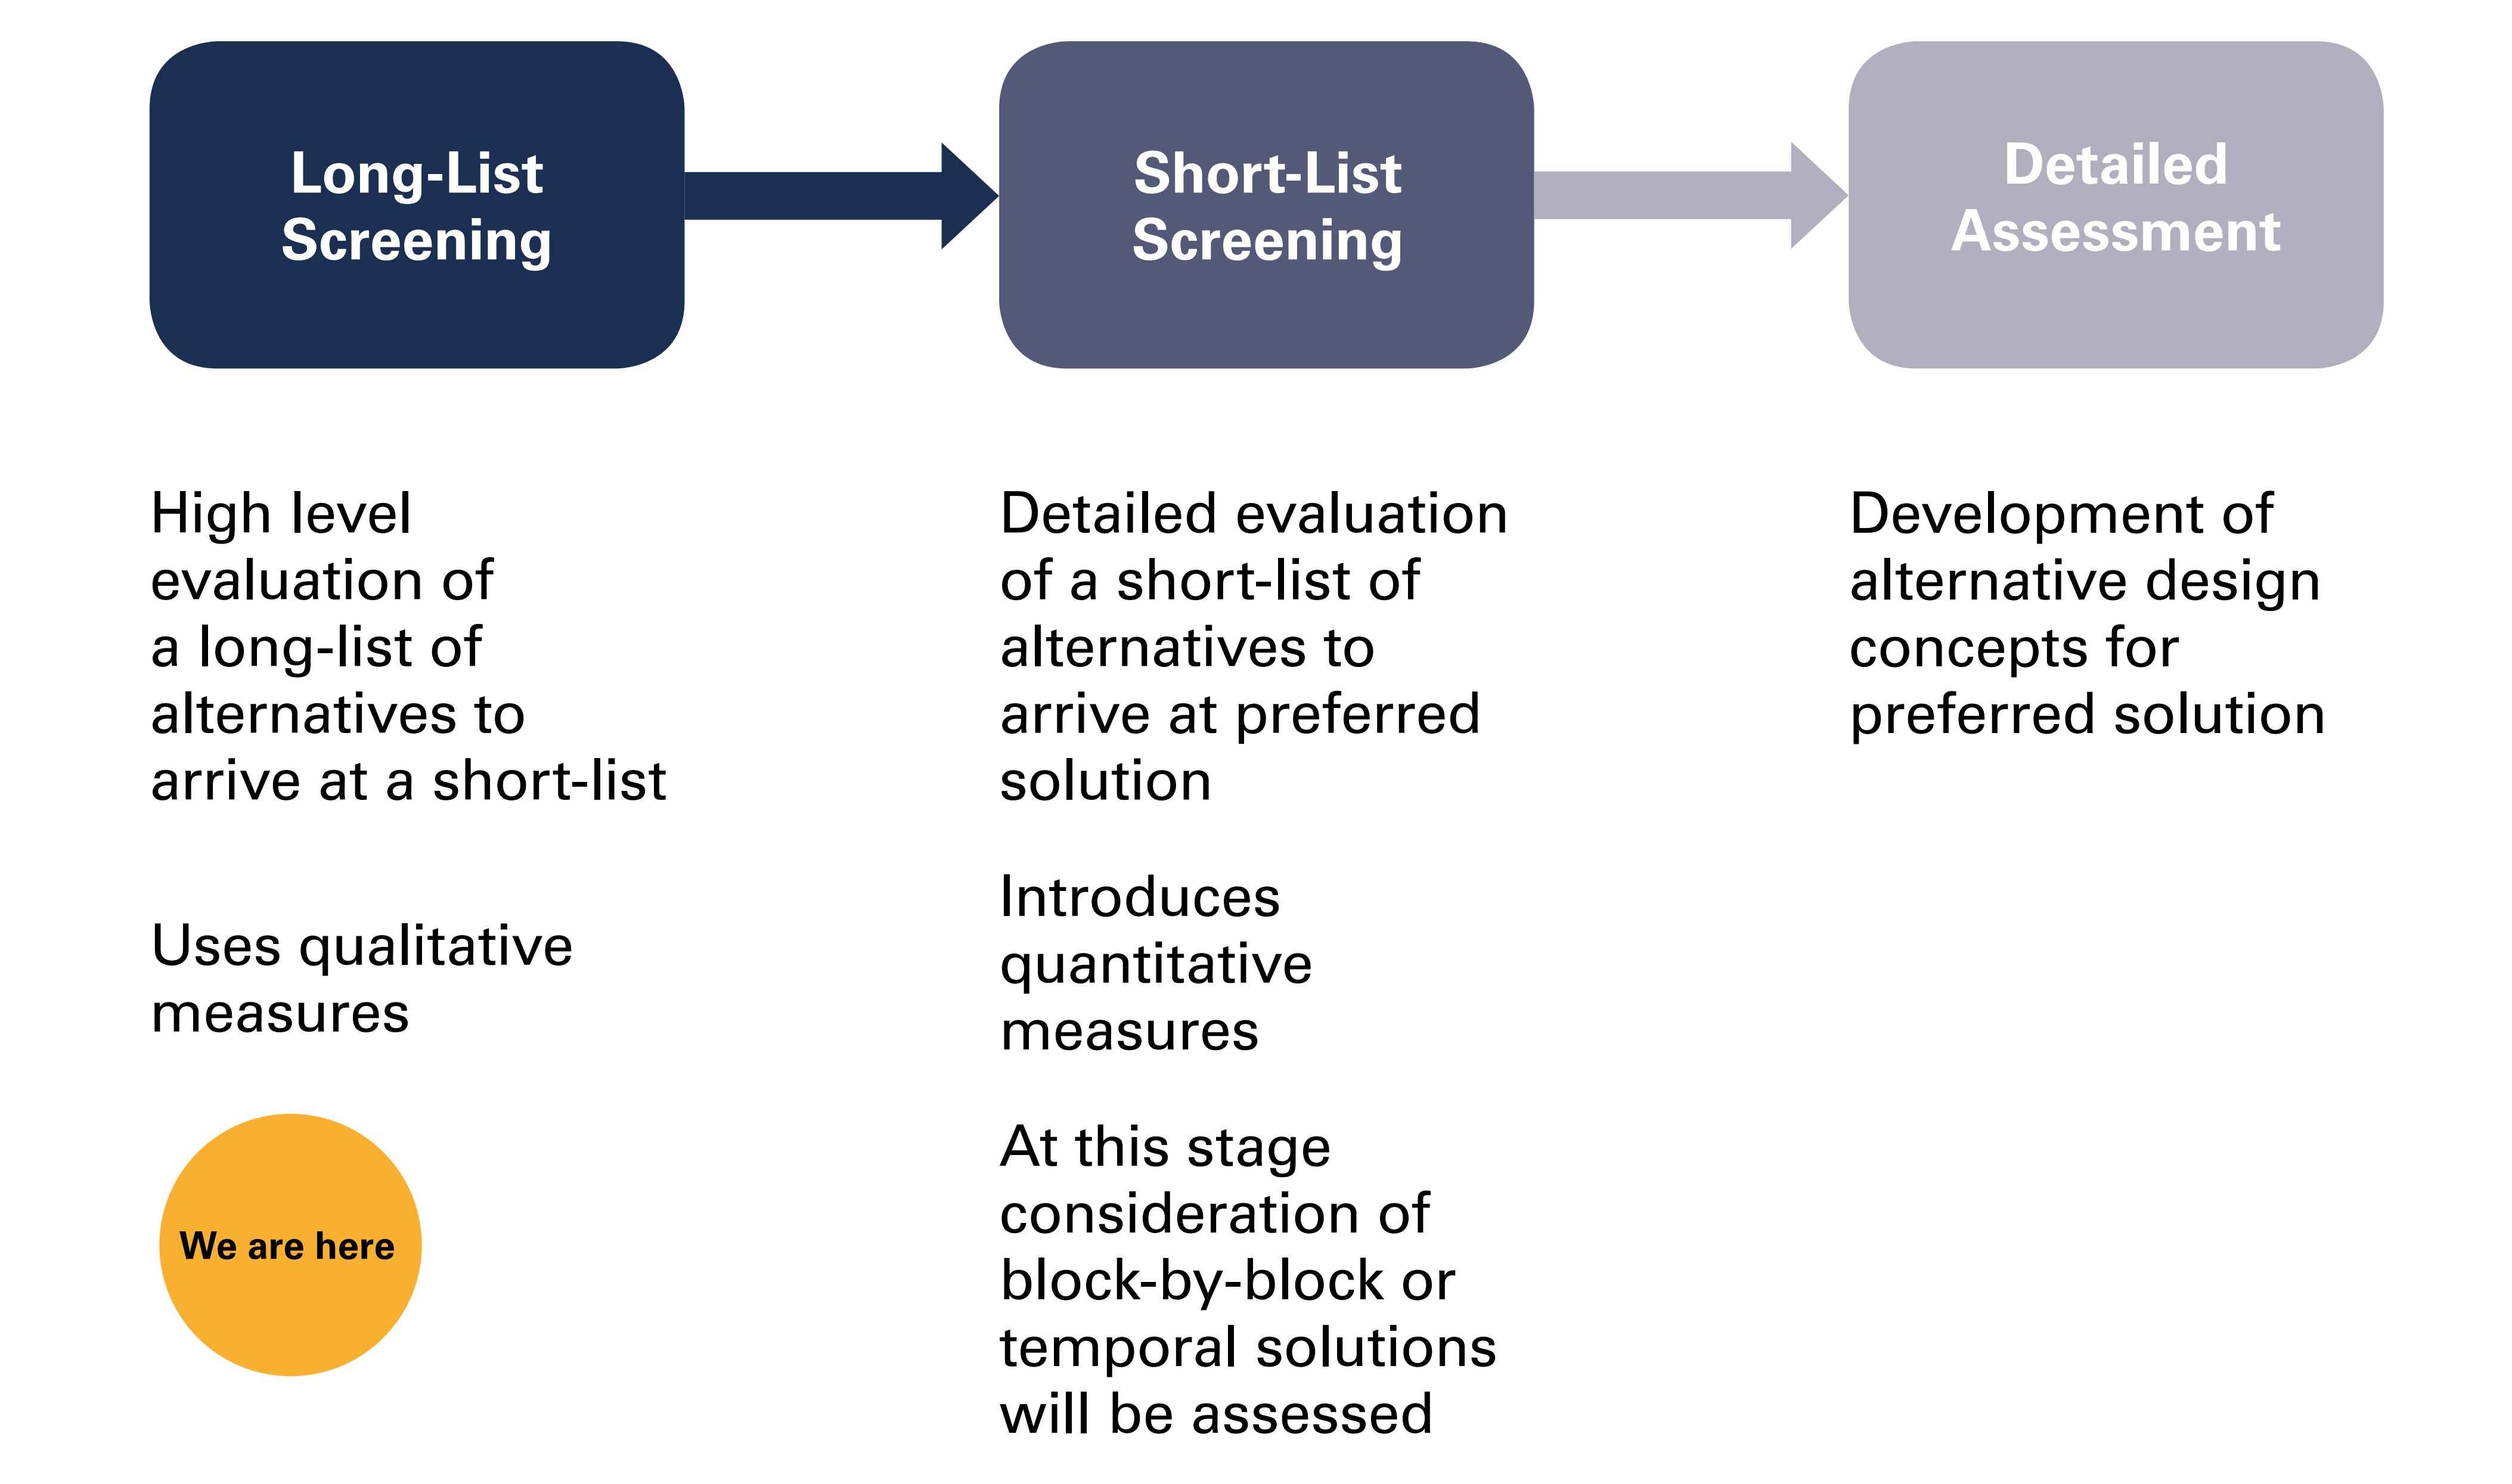 Long-List
Screening
Short-List
Screening
Detailed
Assessment
High level
evaluation of
a long-list of
alternatives to
arrive at a short-list
Uses qualitative
measures
We are here
Detailed evaluation
of a short-list of
alternatives to
arrive at preferred
solution
Introduces
quantitative
measures
At this stage
consideration of
block-by-block or
temporal solutions
will be assessed
Development of
alternative design
concepts for
preferred solution